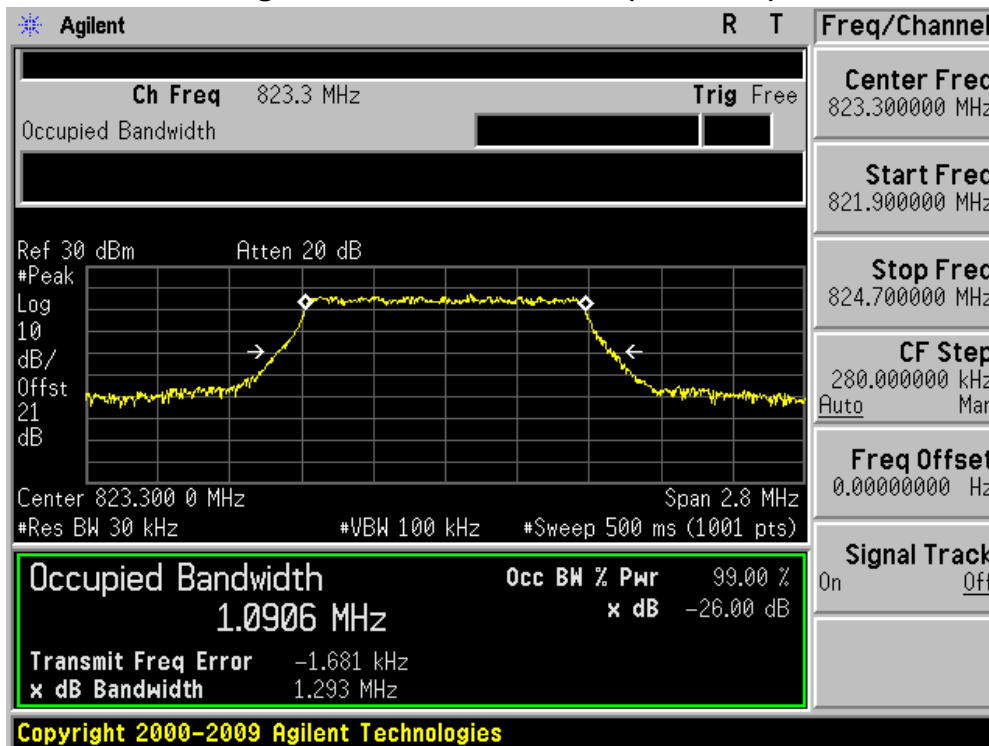 Agilent R T Freq/Channel
Ch Freq 823.3 MHz Trig Free
Occupied Bandwidth
Center Freq
823.300000 MHz
Start Freq
821.900000 MHz
Stop Freq
824.700000 MHz
CF Step
280.000000 kHz
Auto Man
Freq Offset
0.00000000 Hz
Signal Track
On Off
Ref 30 dBm Atten 20 dB
#Peak
Log
10
dB/
Offst
21
dB
Center 823.300 0 MHz Span 2.8 MHz
#Res BW 30 kHz #VBW 100 kHz #Sweep 500 ms (1001 pts)
Occupied Bandwidth Occ BW % Pwr 99.00 %
1.0906 MHz x dB -26.00 dB
Transmit Freq Error -1.681 kHz
x dB Bandwidth 1.293 MHz
Copyright 2000-2009 Agilent Technologies